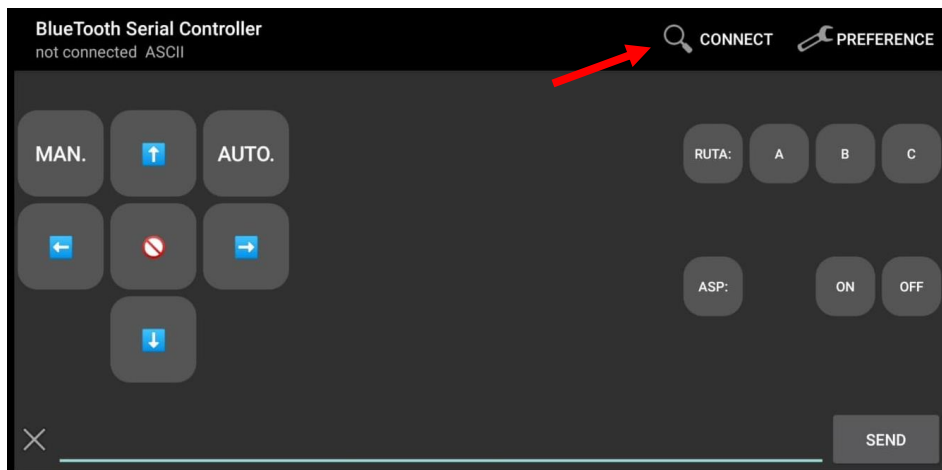 BlueTooth Serial Controller
not connected ASCII
CONNECT
PREFERENCE
MAN.
AUTO.
RUTA:
A
B
C
ASP:
ON
OFF
SEND